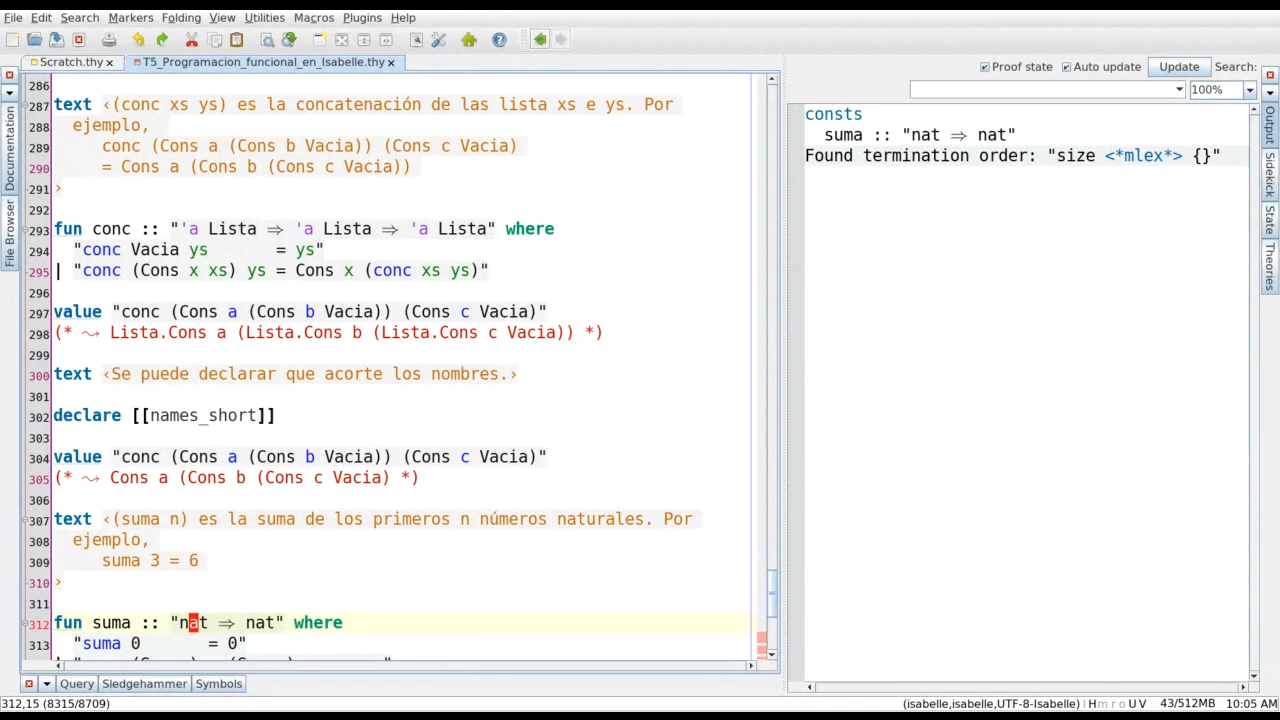 File Edit Search Markers Folding View Utilities Macros Plugins Help
Scratch.thy
T5_Programacion_funcional_en_Isabelle.thy
Proof state
Auto update
Update
Search:
100%
Documentation
File Browser
286
287 text ‹(conc xs ys) es la concatenación de las lista xs e ys. Por
288 ejemplo,
289 conc (Cons a (Cons b Vacia)) (Cons c Vacia)
290 = Cons a (Cons b (Cons c Vacia))
291 ›
292
293 fun conc :: "'a Lista ⇒ 'a Lista ⇒ 'a Lista" where
294 "conc Vacia ys = ys"
295 | "conc (Cons x xs) ys = Cons x (conc xs ys)"
296
297 value "conc (Cons a (Cons b Vacia)) (Cons c Vacia)"
298 (* ⤳ Lista.Cons a (Lista.Cons b (Lista.Cons c Vacia)) *)
299
300 text ‹Se puede declarar que acorte los nombres.›
301
302 declare [[names_short]]
303
304 value "conc (Cons a (Cons b Vacia)) (Cons c Vacia)"
305 (* ⤳ Cons a (Cons b (Cons c Vacia) *)
306
307 text ‹(suma n) es la suma de los primeros n números naturales. Por
308 ejemplo,
309 suma 3 = 6
310 ›
311
312 fun suma :: "nat ⇒ nat" where
313 "suma 0 = 0"
consts
suma :: "nat ⇒ nat"
Found termination order: "size <*mlex*> {}"
Output
Sidekick
State
Theories
Query Sledgehammer Symbols
312,15 (8315/8709)
(isabelle,isabelle,UTF-8-Isabelle) | H m r o U V 43/512MB 10:05 AM